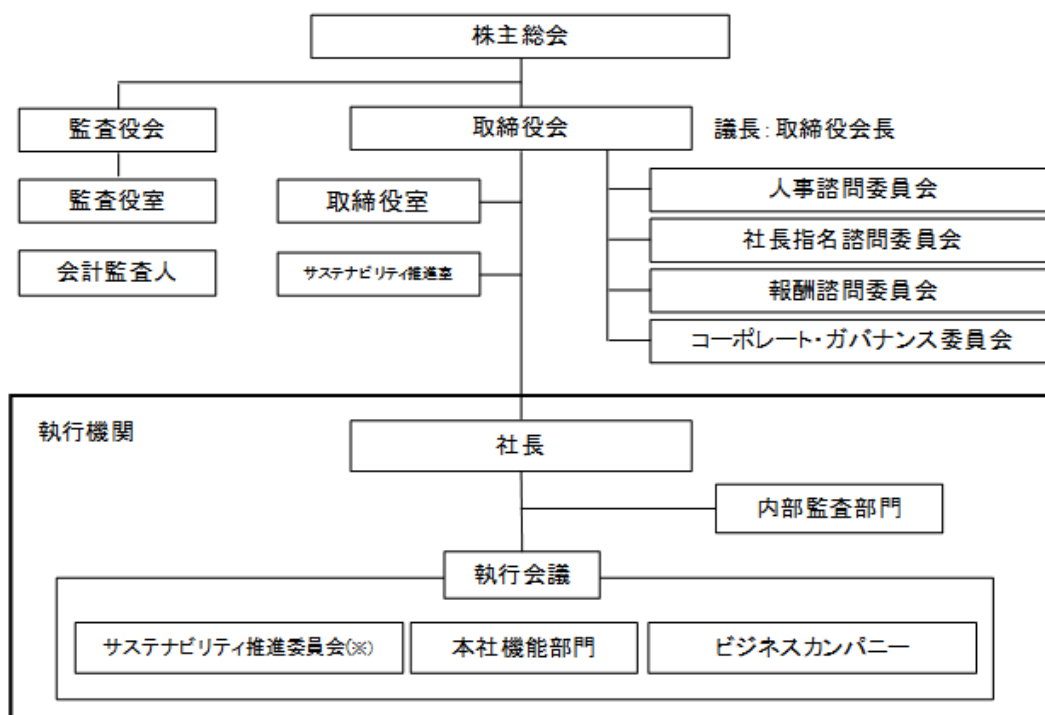 株主総会
監査役会
取締役会
議長:取締役会長
監査役室
取締役室
人事諮問委員会
社長指名諮問委員会
会計監査人
サステナビリティ推進室
報酬諮問委員会
コーポレート・ガバナンス委員会
執行機関
社長
内部監査部門
執行会議
サステナビリティ推進委員会(※)
本社機能部門
ビジネスカンパニー